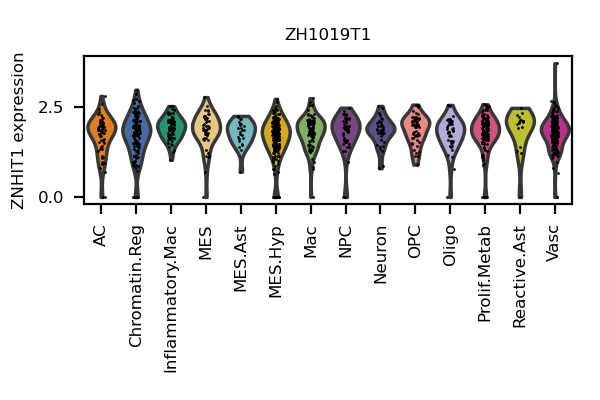 ZH1019T1
ZNHIT1 expression
2.5
0.0
AC
Chromatin.Reg
Inflammatory.Mac
MES
MES.Ast
MES.Hyp
Mac
NPC
Neuron
OPC
Oligo
Prolif.Metab
Reactive.Ast
Vasc